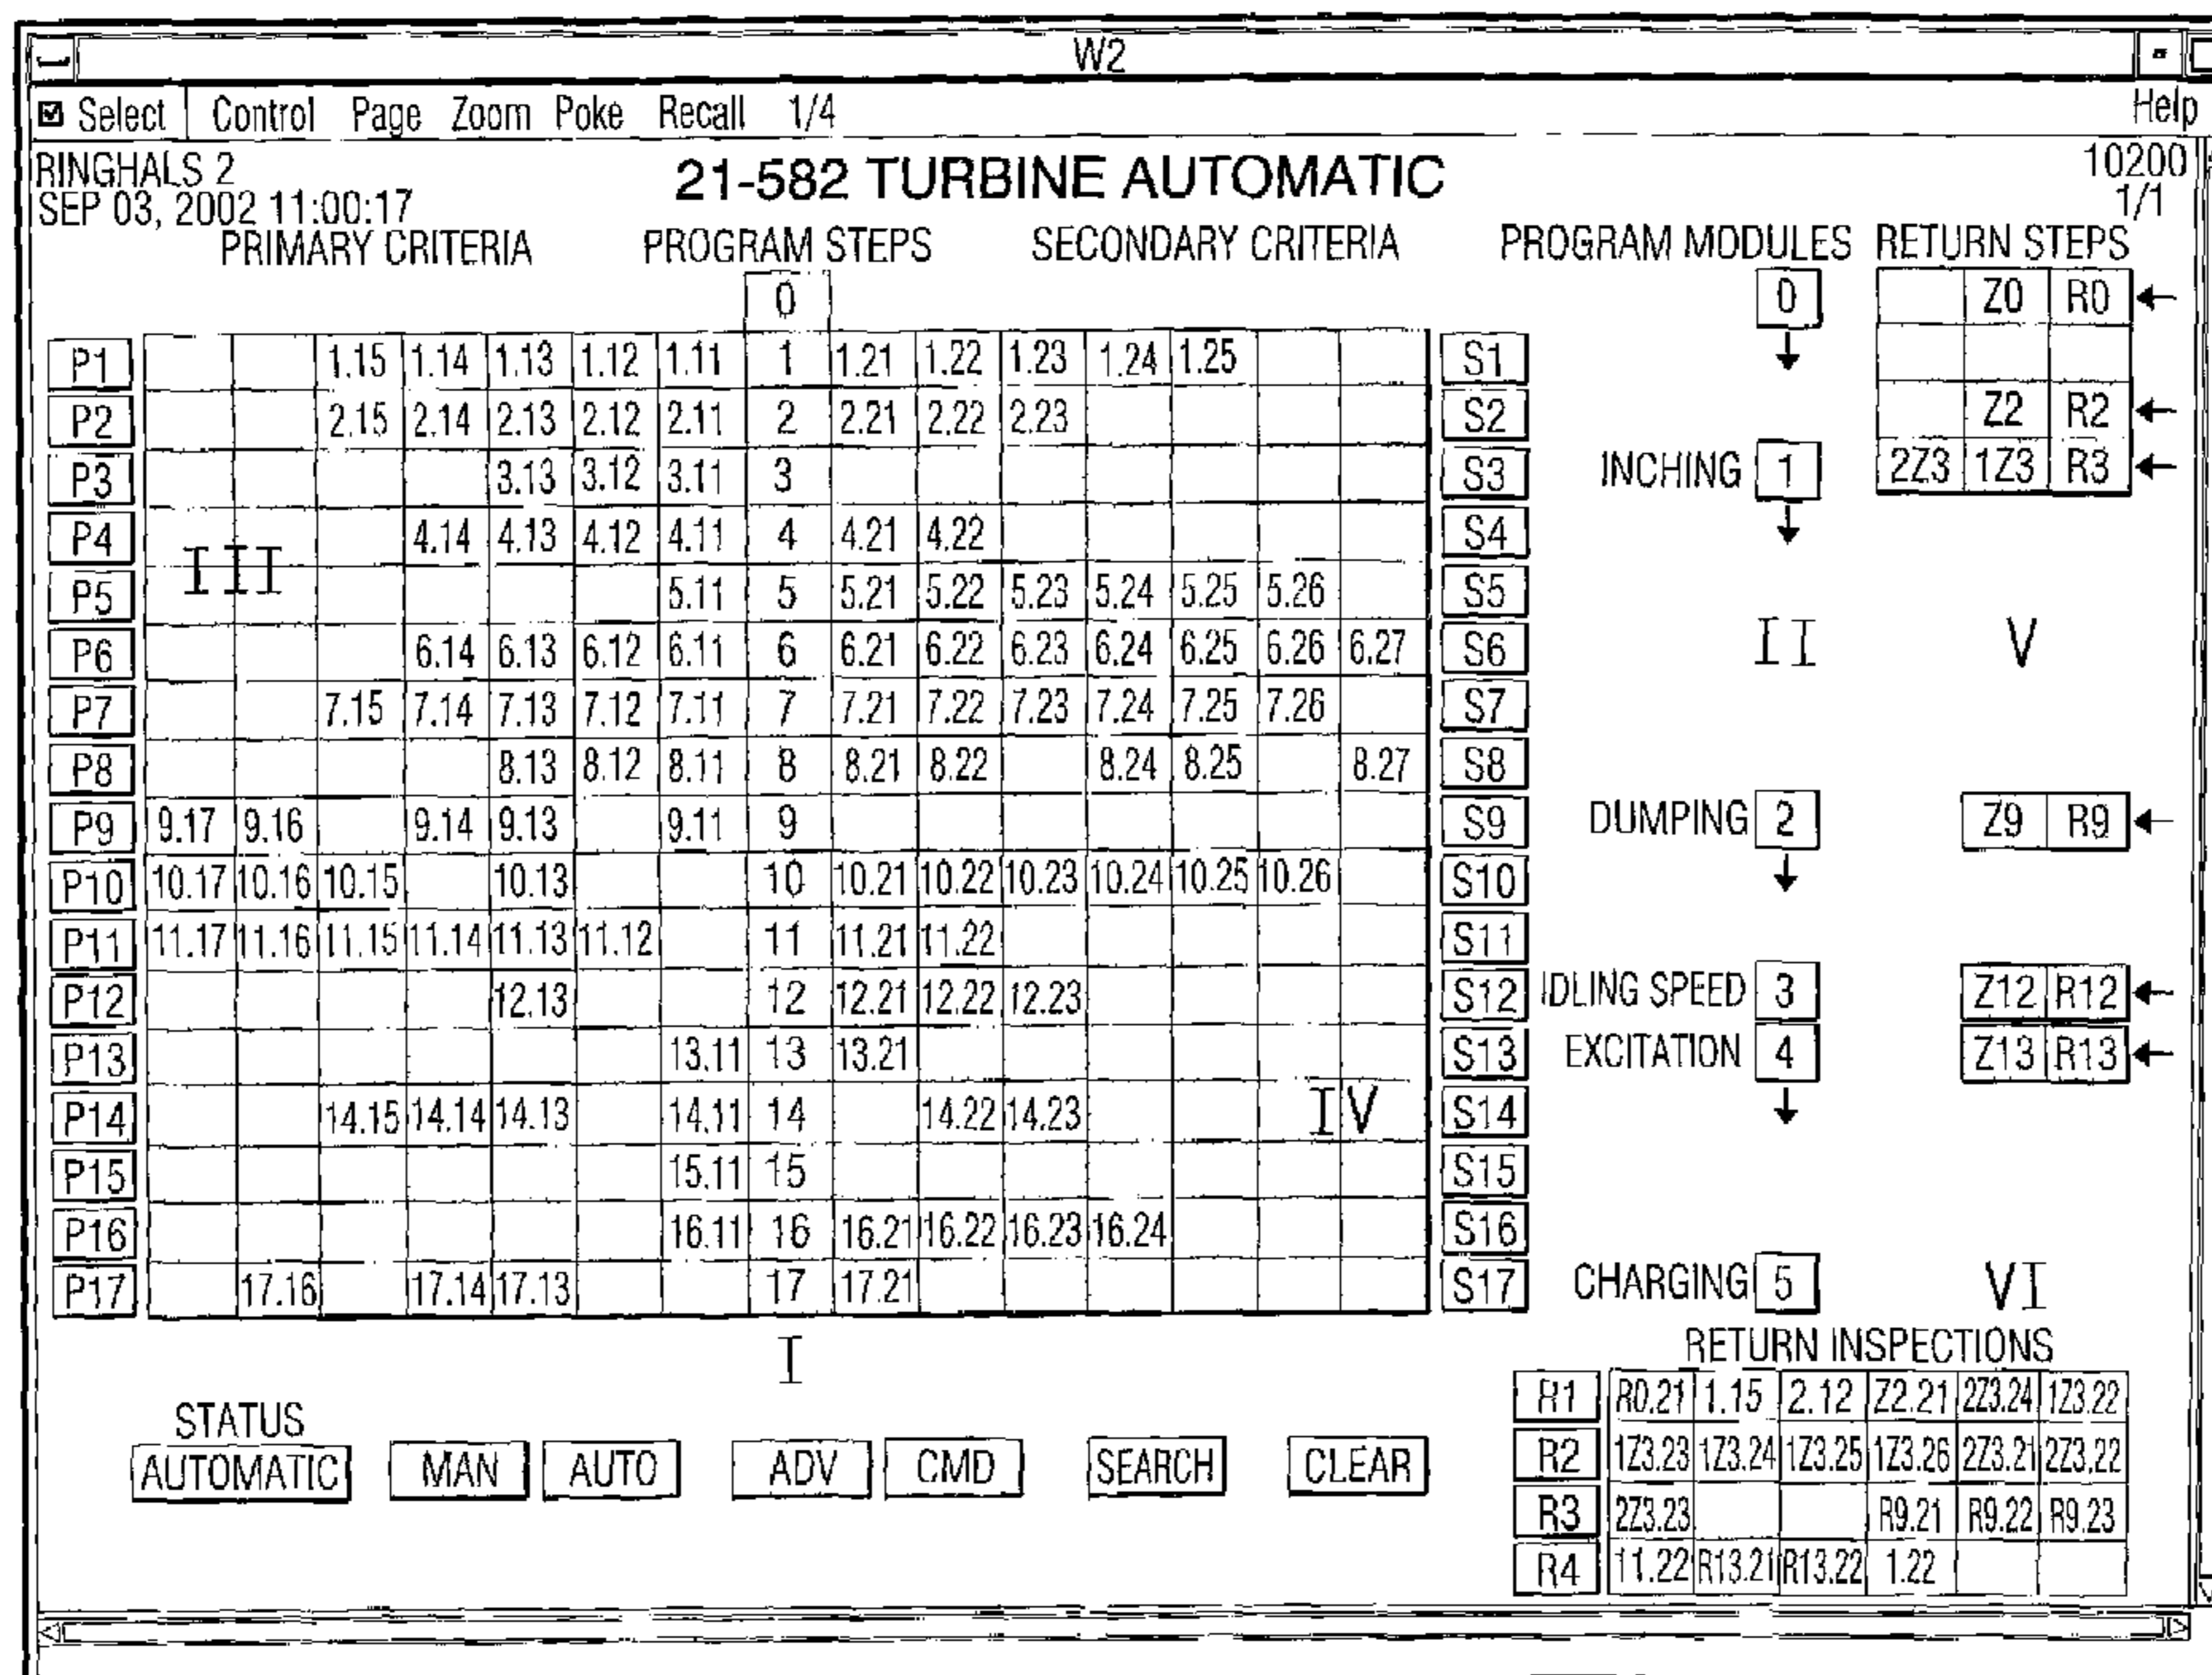 W2
Select Control Page Zoom Poke Recall 1/4 Help
RINGHALS 2 21-582 TURBINE AUTOMATIC 10200
SEP 03, 2002 11:00:17 1/1
PRIMARY CRITERIA PROGRAM STEPS SECONDARY CRITERIA PROGRAM MODULES RETURN STEPS
0 0 Z0 R0
P1 1.15 1.14 1.13 1.12 1.11 1 1.21 1.22 1.23 1.24 1.25 S1
P2 2.15 2.14 2.13 2.12 2.11 2 2.21 2.22 2.23 S2 Z2 R2
P3 3.13 3.12 3.11 3 S3 INCHING 1 2Z3 1Z3 R3
P4 4.14 4.13 4.12 4.11 4 4.21 4.22 S4
III
P5 5.11 5 5.21 5.22 5.23 5.24 5.25 5.26 S5
P6 6.14 6.13 6.12 6.11 6 6.21 6.22 6.23 6.24 6.25 6.26 6.27 S6 II V
P7 7.15 7.14 7.13 7.12 7.11 7 7.21 7.22 7.23 7.24 7.25 7.26 S7
P8 8.13 8.12 8.11 8 8.21 8.22 8.24 8.25 8.27 S8
P9 9.17 9.16 9.14 9.13 9.11 9 S9 DUMPING 2 Z9 R9
P10 10.17 10.16 10.15 10.13 10 10.21 10.22 10.23 10.24 10.25 10.26 S10
P11 11.17 11.16 11.15 11.14 11.13 11.12 11 11.21 11.22 S11
P12 12.13 12 12.21 12.22 12.23 S12 IDLING SPEED 3 Z12 R12
P13 13.11 13 13.21 S13 EXCITATION 4 Z13 R13
P14 14.15 14.14 14.13 14.11 14 14.22 14.23 IV S14
P15 15.11 15 S15
P16 16.11 16 16.21 16.22 16.23 16.24 S16
P17 17.16 17.14 17.13 17 17.21 S17 CHARGING 5 VI
I
RETURN INSPECTIONS
R1 R0.21 1.15 2.12 Z2.21 2Z3.24 1Z3.22
STATUS
AUTOMATIC MAN AUTO ADV CMD SEARCH CLEAR R2 1Z3.23 1Z3.24 1Z3.25 1Z3.26 2Z3.21 2Z3.22
R3 2Z3.23 R9.21 R9.22 R9.23
R4 11.22 R13.21 R13.22 1.22